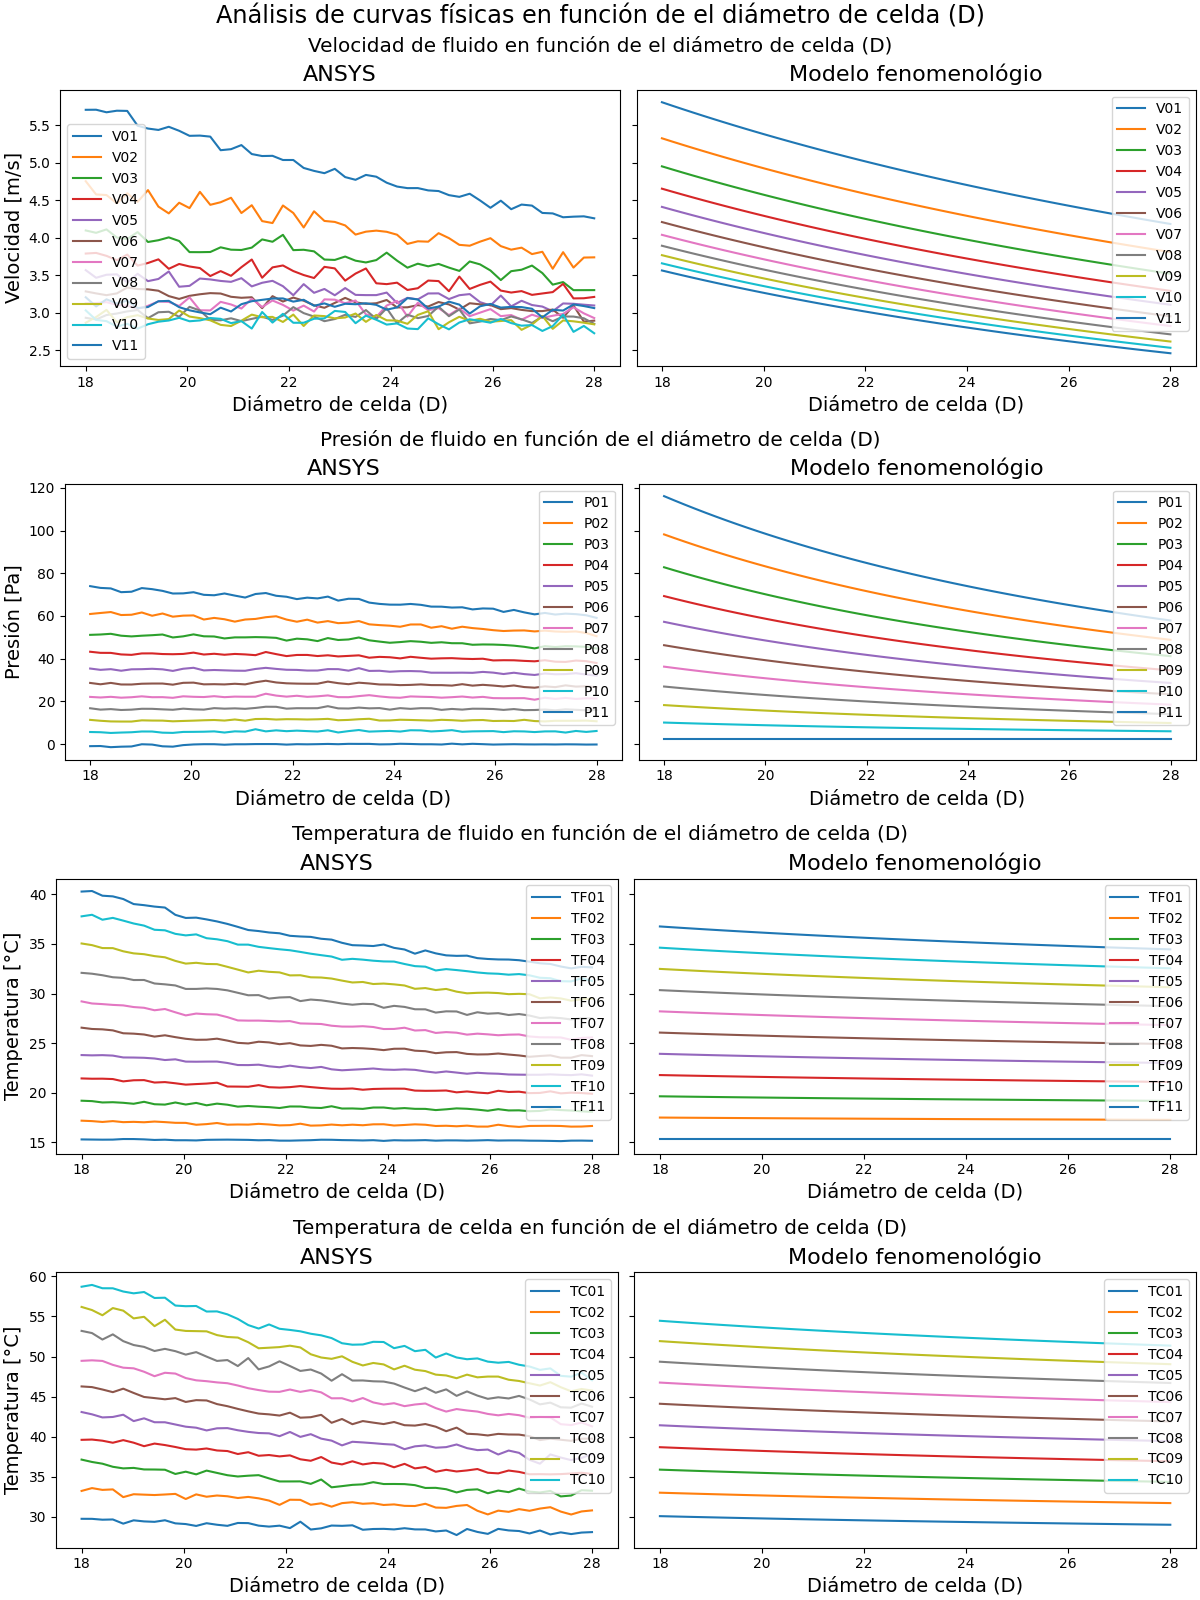 Análisis de curvas físicas en función de el diámetro de celda (D)
Velocidad de fluido en función de el diámetro de celda (D)
ANSYS
Modelo fenomenológio
Velocidad [m/s]
5.5
5.0
4.5
4.0
3.5
3.0
2.5
V01
V02
V03
V04
V05
V06
V07
V08
V09
V10
V11
V01
V02
V03
V04
V05
V06
V07
V08
V09
V10
V11
18 20 22 24 26 28
18 20 22 24 26 28
Diámetro de celda (D)
Diámetro de celda (D)
Presión de fluido en función de el diámetro de celda (D)
ANSYS
Modelo fenomenológio
Presión [Pa]
120
100
80
60
40
20
0
P01
P02
P03
P04
P05
P06
P07
P08
P09
P10
P11
P01
P02
P03
P04
P05
P06
P07
P08
P09
P10
P11
18 20 22 24 26 28
18 20 22 24 26 28
Diámetro de celda (D)
Diámetro de celda (D)
Temperatura de fluido en función de el diámetro de celda (D)
ANSYS
Modelo fenomenológio
Temperatura [°C]
40
35
30
25
20
15
TF01
TF02
TF03
TF04
TF05
TF06
TF07
TF08
TF09
TF10
TF11
TF01
TF02
TF03
TF04
TF05
TF06
TF07
TF08
TF09
TF10
TF11
18 20 22 24 26 28
18 20 22 24 26 28
Diámetro de celda (D)
Diámetro de celda (D)
Temperatura de celda en función de el diámetro de celda (D)
ANSYS
Modelo fenomenológio
Temperatura [°C]
60
55
50
45
40
35
30
TC01
TC02
TC03
TC04
TC05
TC06
TC07
TC08
TC09
TC10
TC01
TC02
TC03
TC04
TC05
TC06
TC07
TC08
TC09
TC10
18 20 22 24 26 28
18 20 22 24 26 28
Diámetro de celda (D)
Diámetro de celda (D)